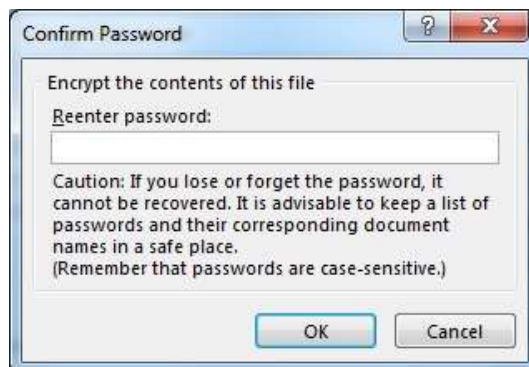 Confirm Password
?
X
Encrypt the contents of this file
Reenter password:
Caution: If you lose or forget the password, it
cannot be recovered. It is advisable to keep a list of
passwords and their corresponding document
names in a safe place.
(Remember that passwords are case-sensitive.)
OK Cancel